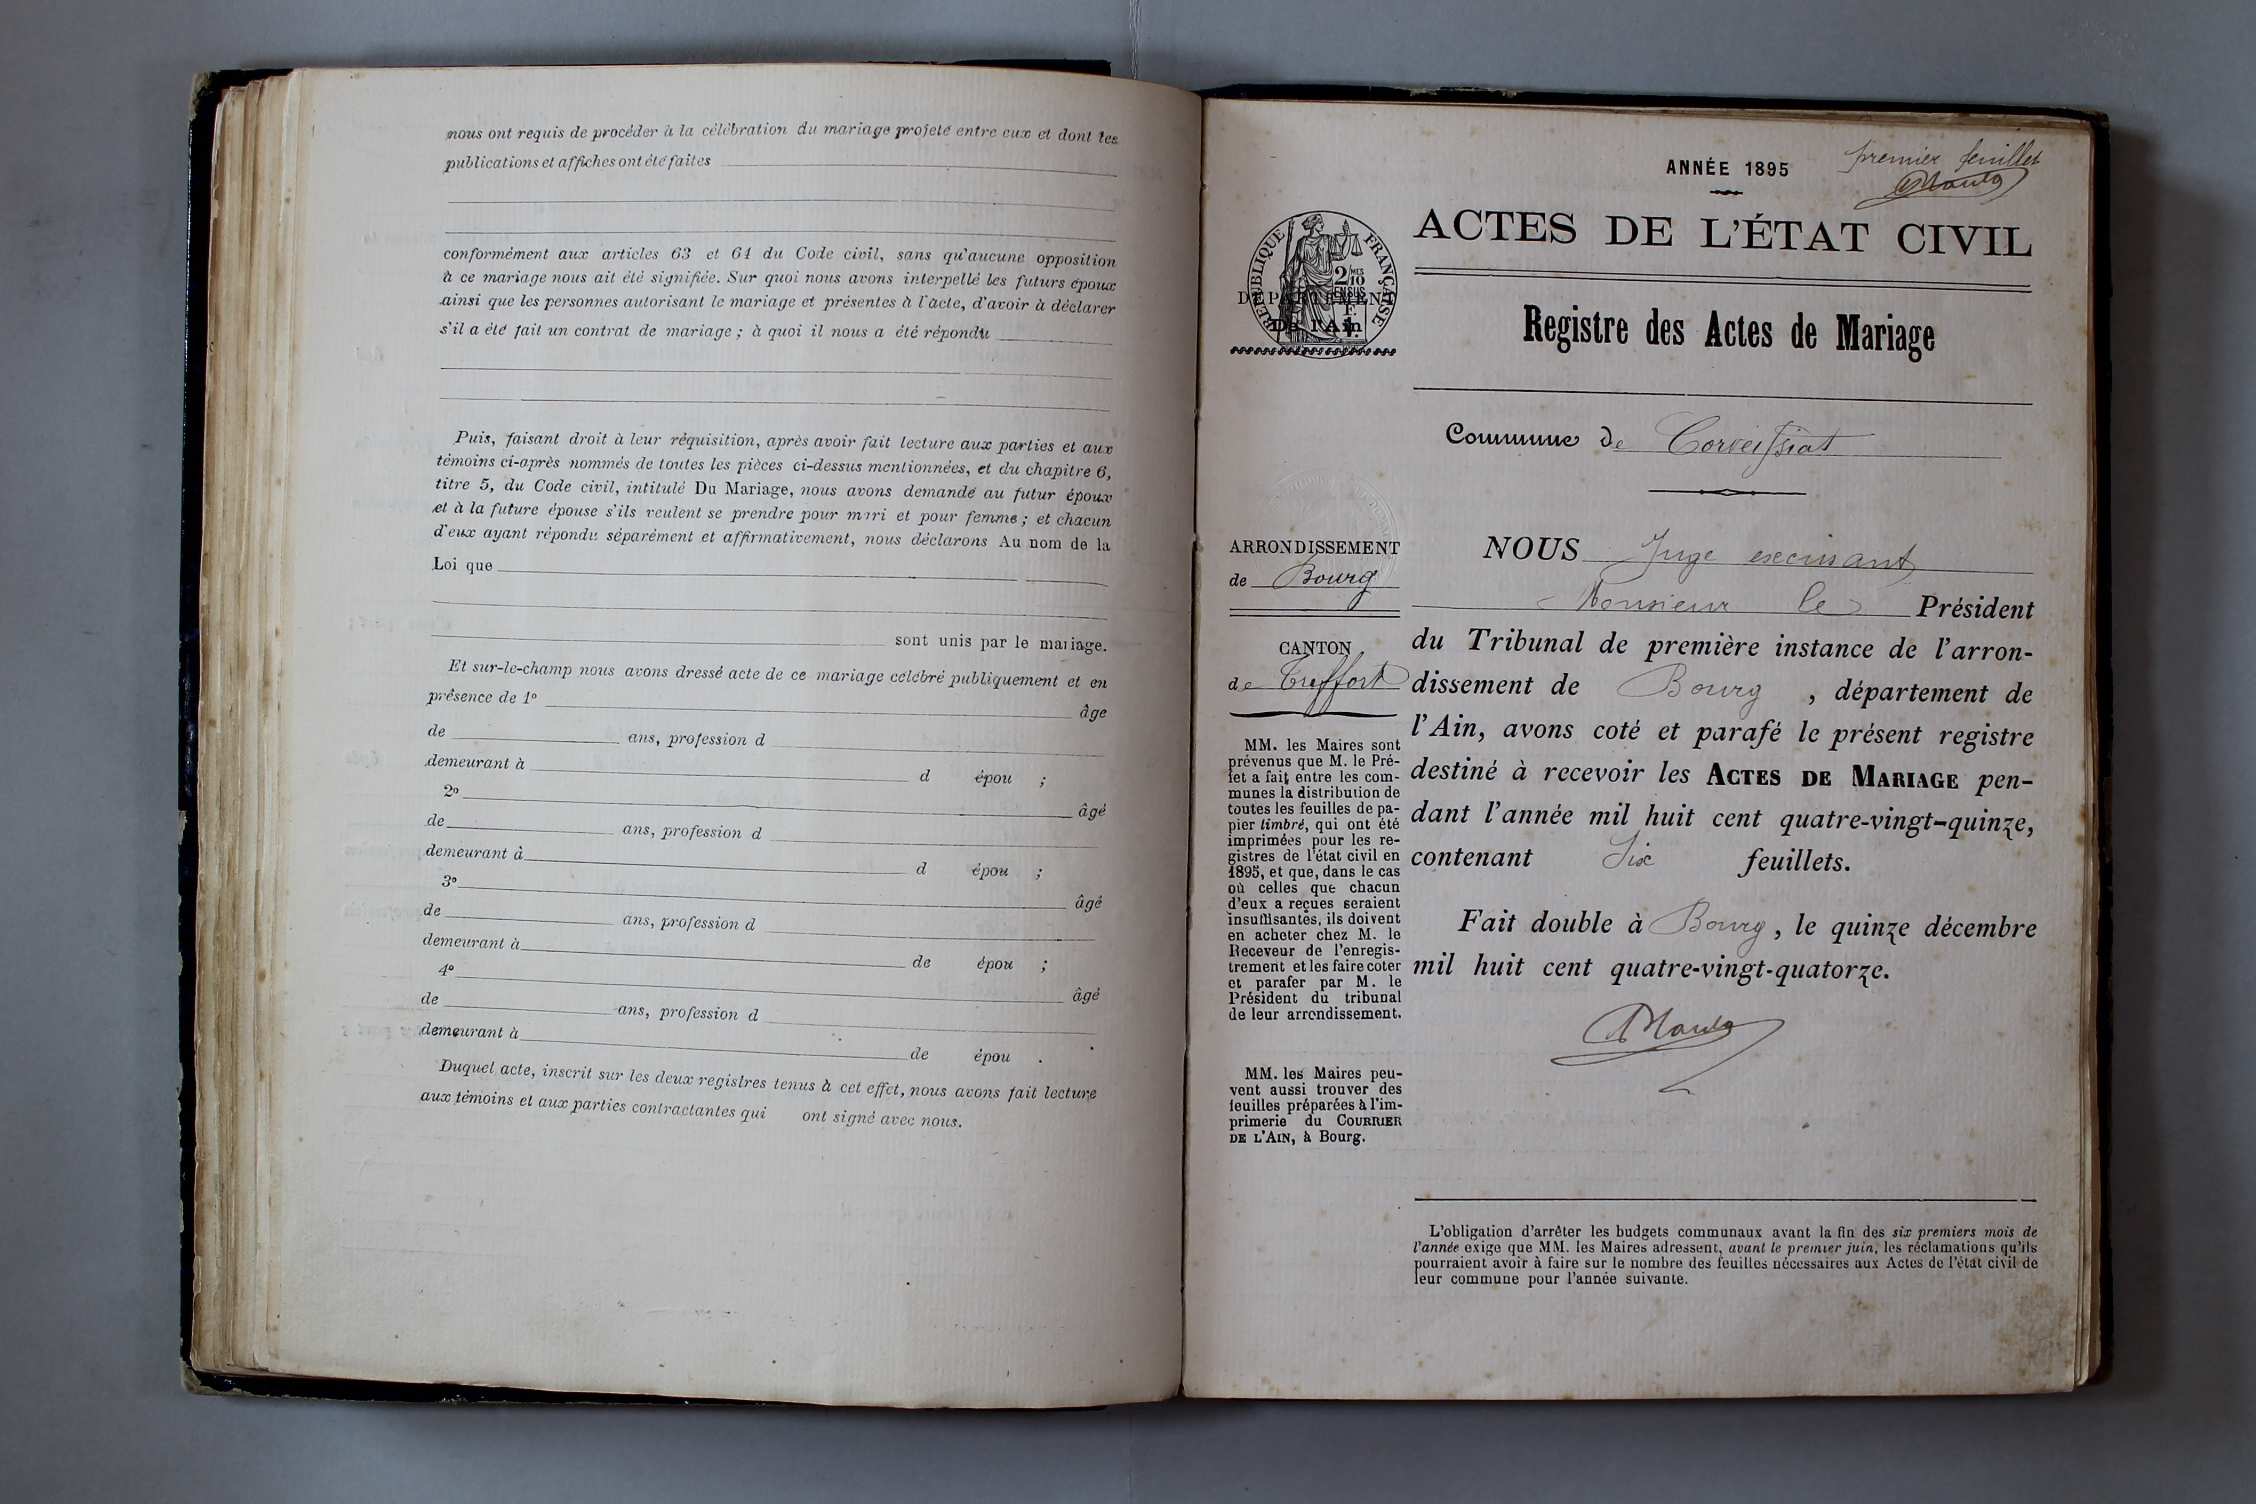 nous ont requis de procéder à la célébration du mariage projeté entre eux et dont les
publications et affiches ont été faites
conformément aux articles 63 et 64 du Code civil, sans qu'aucune opposition
à ce mariage nous ait été signifiée. Sur quoi nous avons interpellé les futurs époux
ainsi que les personnes autorisant le mariage et présentes à l'acte, d'avoir à déclarer
s'il a été fait un contrat de mariage ; à quoi il nous a été répondu
Puis, faisant droit à leur réquisition, après avoir fait lecture aux parties et aux
témoins ci-après nommés de toutes les pièces ci-dessus mentionnées, et du chapitre 6,
titre 5, du Code civil, intitulé Du Mariage, nous avons demandé au futur époux
et à la future épouse s'ils veulent se prendre pour mari et pour femme ; et chacun
d'eux ayant répondu séparément et affirmativement, nous déclarons Au nom de la
Loi que
sont unis par le mariage.
Et sur-le-champ nous avons dressé acte de ce mariage célébré publiquement et en
présence de 1º âge
de ans, profession d
demeurant à d épou ;
2º âgé
de ans, profession d
demeurant à d épou ;
3º âgé
de ans, profession d
demeurant à de épou ;
4º âgé
de ans, profession d
demeurant à de épou .
Duquel acte, inscrit sur les deux registres tenus à cet effet, nous avons fait lecture
aux témoins et aux parties contractantes qui ont signé avec nous.
ANNÉE 1895
premier feuillet
ACTES DE L'ÉTAT CIVIL
RÉPUBLIQUE FRANÇAISE
2/10 MES
EN SUS
1 F.
DÉPARTEMENT
De l'Ain
Registre des Actes de Mariage
Commune de Corveissiat
ARRONDISSEMENT
de Bourg
CANTON
de Treffort
MM. les Maires sont
prévenus que M. le Pré-
fet a fait entre les com-
munes la distribution de
toutes les feuilles de pa-
pier timbré, qui ont été
imprimées pour les re-
gistres de l'état civil en
1895, et que, dans le cas
où celles que chacun
d'eux a reçues seraient
insuffisantes, ils doivent
en acheter chez M. le
Receveur de l'enregis-
trement et les faire coter
et parafer par M. le
Président du tribunal
de leur arrondissement.
MM. les Maires peu-
vent aussi trouver des
feuilles préparées à l'im-
primerie du COURRIER
DE L'AIN, à Bourg.
NOUS Juge excusant
Monsieur le Président
du Tribunal de première instance de l'arron-
dissement de Bourg , département de
l'Ain, avons coté et parafé le présent registre
destiné à recevoir les ACTES DE MARIAGE pen-
dant l'année mil huit cent quatre-vingt-quinze,
contenant Six feuillets.
Fait double à Bourg, le quinze décembre
mil huit cent quatre-vingt-quatorze.
L'obligation d'arrêter les budgets communaux avant la fin des six premiers mois de
l'année exige que MM. les Maires adressent, avant le premier juin, les réclamations qu'ils
pourraient avoir à faire sur le nombre des feuilles nécessaires aux Actes de l'état civil de
leur commune pour l'année suivante.